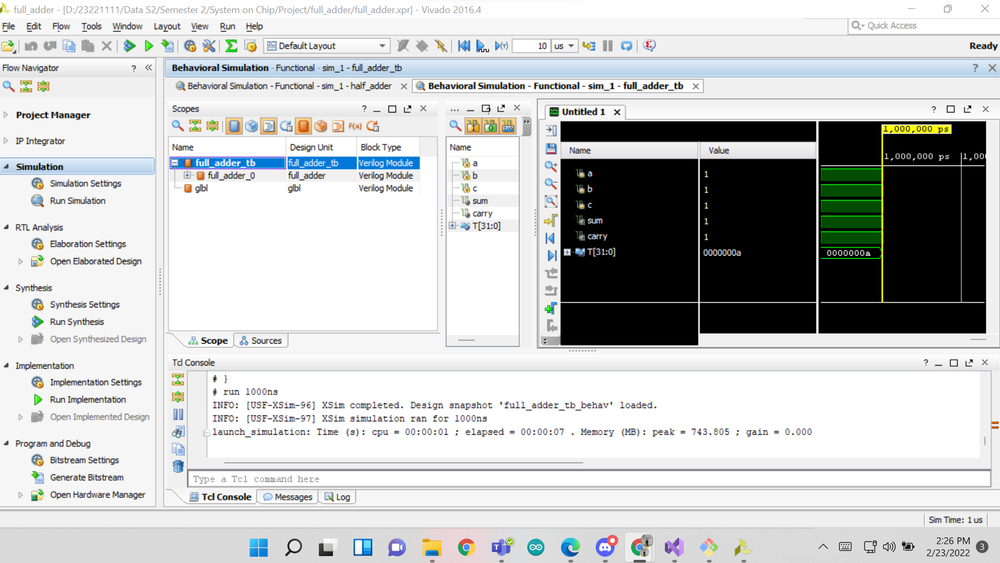 full_adder - [D:/23221111/Data S2/Semester 2/System on Chip/Project/full_adder/full_adder.xpr] - Vivado 2016.4
File Edit Flow Tools Window Layout View Run Help
Quick Access
Default Layout
10 us
Ready
Flow Navigator
Project Manager
IP Integrator
Simulation
Simulation Settings
Run Simulation
RTL Analysis
Elaboration Settings
Open Elaborated Design
Synthesis
Synthesis Settings
Run Synthesis
Open Synthesized Design
Implementation
Implementation Settings
Run Implementation
Open Implemented Design
Program and Debug
Bitstream Settings
Generate Bitstream
Open Hardware Manager
Behavioral Simulation - Functional - sim_1 - full_adder_tb
Behavioral Simulation - Functional - sim_1 - half_adder
Behavioral Simulation - Functional - sim_1 - full_adder_tb
Scopes
F(x)
Name Design Unit Block Type
full_adder_tb full_adder_tb Verilog Module
full_adder_0 full_adder Verilog Module
glbl glbl Verilog Module
Scope Sources
...
Name
a
b
c
sum
carry
T[31:0]
Untitled 1
Name Value
a 1
b 1
c 1
sum 1
carry 1
T[31:0] 0000000a
1,000,000 ps
1,000,000 ps 1,00
0000000a
Tcl Console
# }
# run 1000ns
INFO: [USF-XSim-96] XSim completed. Design snapshot 'full_adder_tb_behav' loaded.
INFO: [USF-XSim-97] XSim simulation ran for 1000ns
launch_simulation: Time (s): cpu = 00:00:01 ; elapsed = 00:00:07 . Memory (MB): peak = 743.805 ; gain = 0.000
Type a Tcl command here
Tcl Console Messages Log
Sim Time: 1 us
2:26 PM
2/23/2022
3